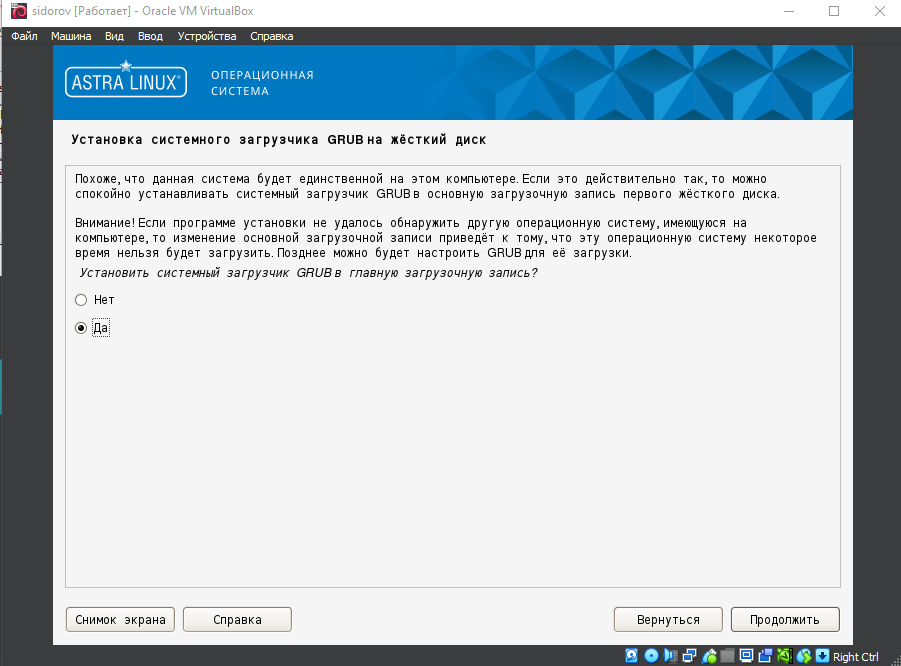 sidorov [Работает] - Oracle VM VirtualBox
Файл Машина Вид Ввод Устройства Справка
ASTRA LINUX® ОПЕРАЦИОННАЯ
СИСТЕМА
Установка системного загрузчика GRUB на жёсткий диск
Похоже, что данная система будет единственной на этом компьютере. Если это действительно так, то можно
спокойно устанавливать системный загрузчик GRUB в основную загрузочную запись первого жёсткого диска.
Внимание! Если программе установки не удалось обнаружить другую операционную систему, имеющуюся на
компьютере, то изменение основной загрузочной записи приведёт к тому, что эту операционную систему некоторое
время нельзя будет загрузить. Позднее можно будет настроить GRUB для её загрузки.
Установить системный загрузчик GRUB в главную загрузочную запись?
Нет
Да
Снимок экрана Справка Вернуться Продолжить
Right Ctrl